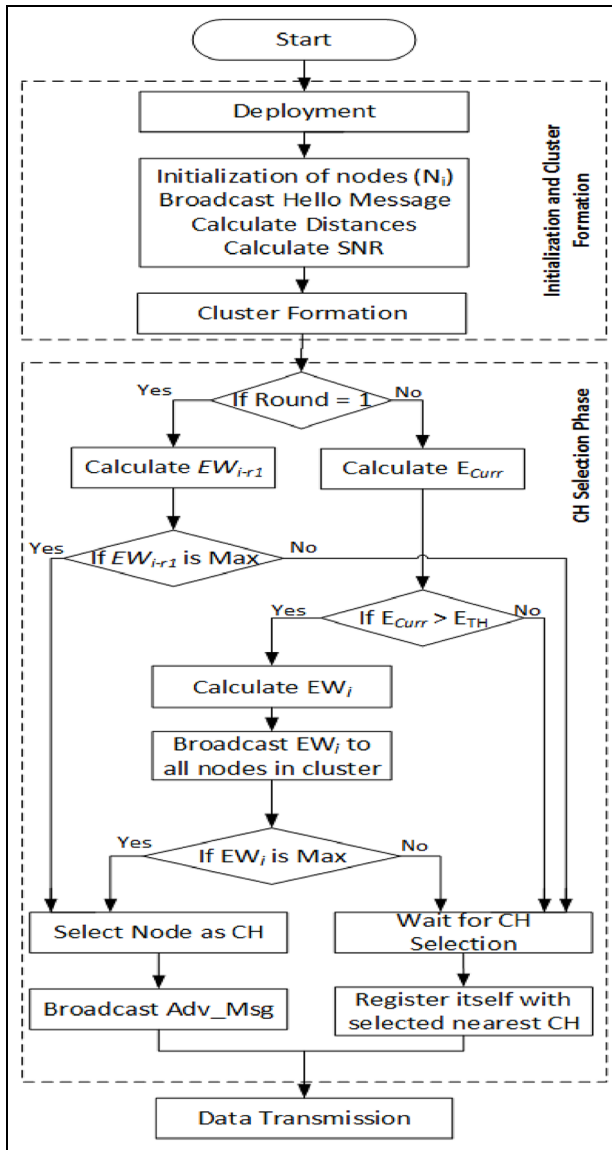 Start
Deployment
Initialization of nodes (Ni)
Broadcast Hello Message
Calculate Distances
Calculate SNR
Cluster Formation
Initialization and Cluster
Formation
If Round = 1
Yes
No
Calculate EWi-r1
Calculate ECurr
If EWi-r1 is Max
Yes
No
If ECurr > ETH
Yes
No
Calculate EWi
Broadcast EWi to
all nodes in cluster
If EWi is Max
Yes
No
Select Node as CH
Wait for CH
Selection
Broadcast Adv_Msg
Register itself with
selected nearest CH
CH Selection Phase
Data Transmission